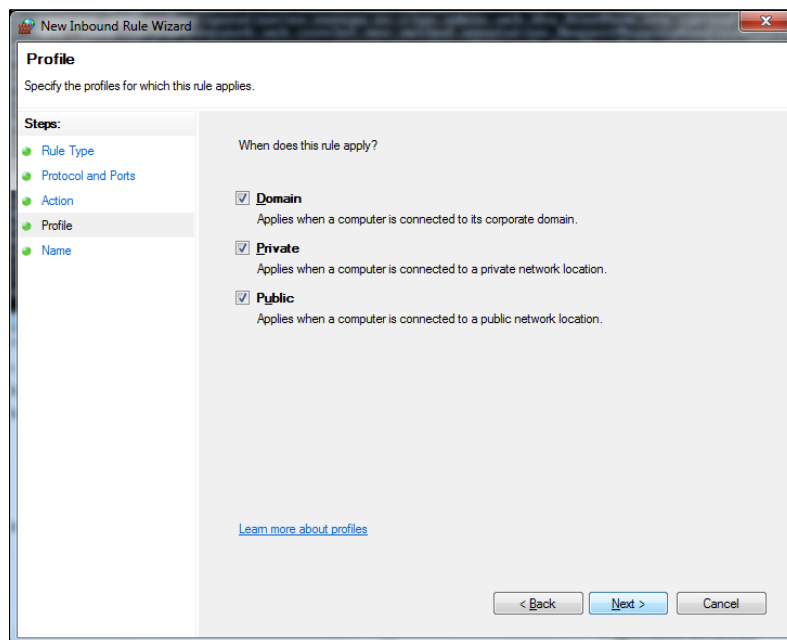 New Inbound Rule Wizard
Profile
Specify the profiles for which this rule applies.
Steps:
Rule Type
Protocol and Ports
Action
Profile
Name
When does this rule apply?
Domain
Applies when a computer is connected to its corporate domain.
Private
Applies when a computer is connected to a private network location.
Public
Applies when a computer is connected to a public network location.
Learn more about profiles
< Back
Next >
Cancel